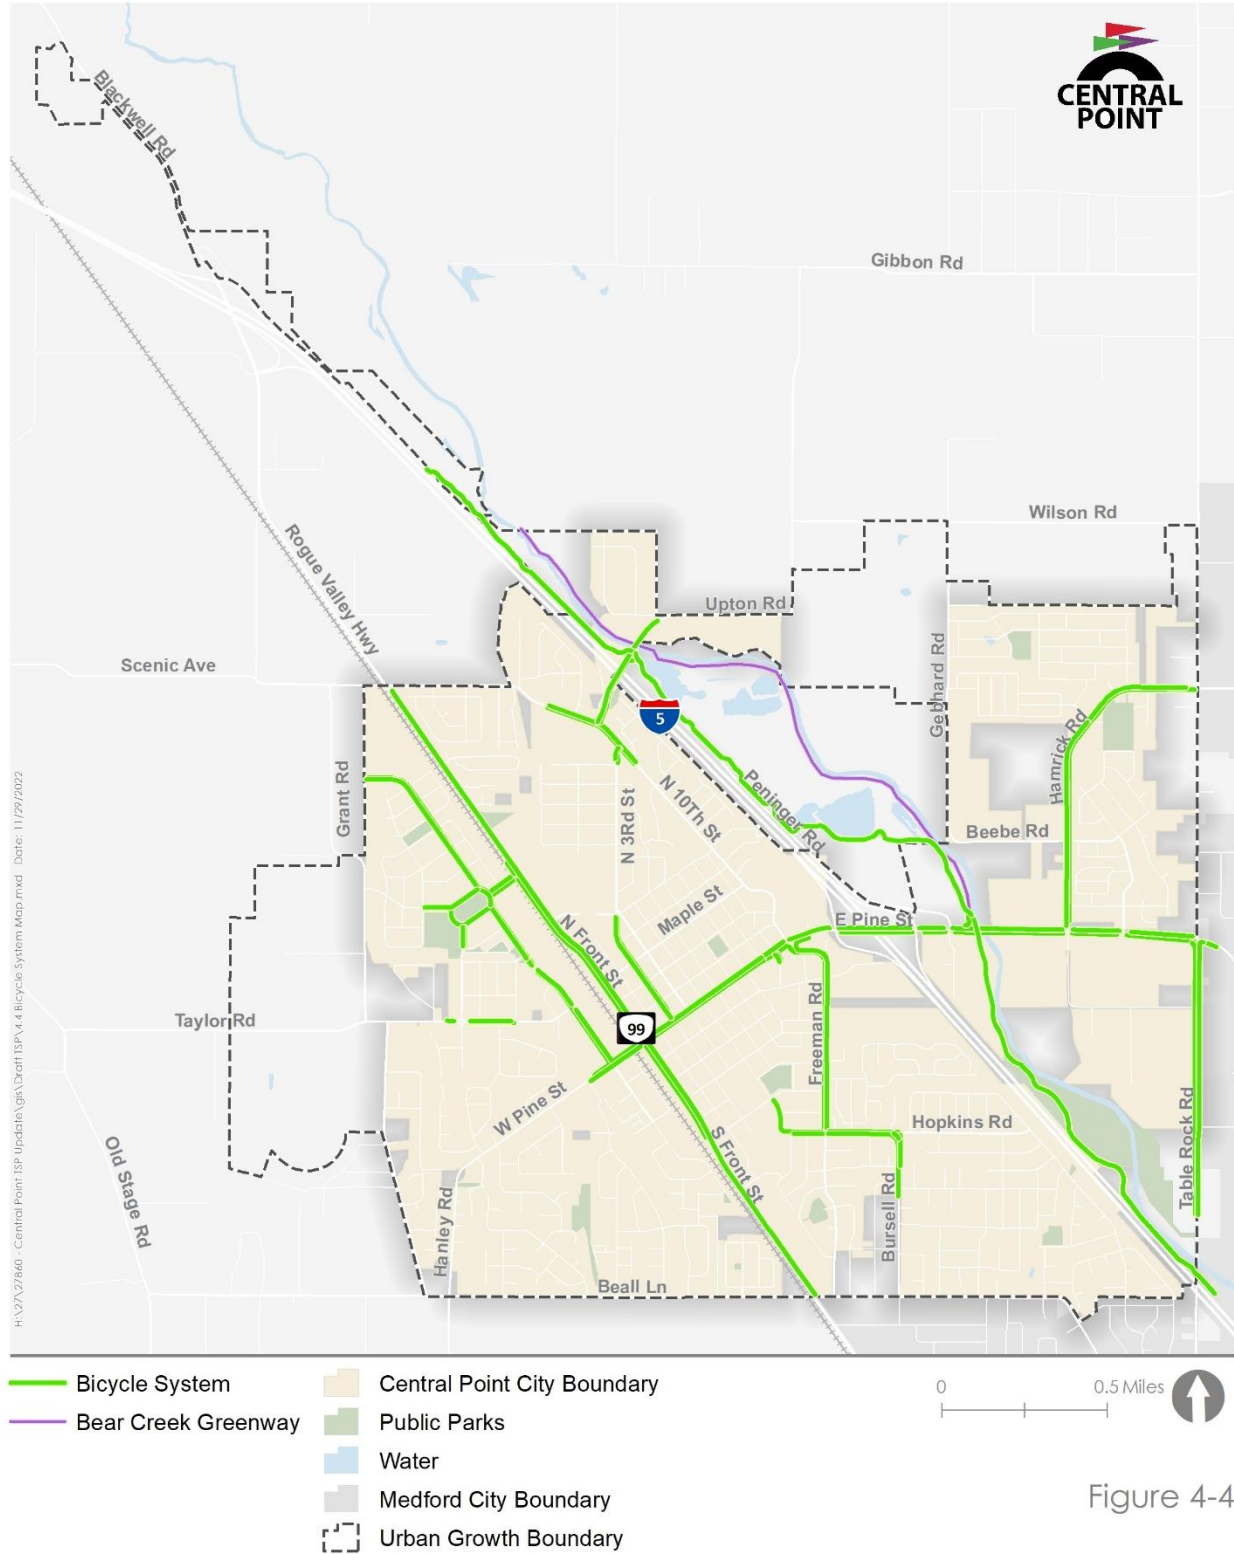 CENTRAL
POINT
Blackwell Rd
Gibbon Rd
Wilson Rd
Rogue Valley Hwy
Upton Rd
Scenic Ave
Gebhard Rd
5
Hamrick Rd
Grant Rd
Peninger Rd
N 10Th St
N 3Rd St
Beebe Rd
Maple St
E Pine St
N Front St
99
Taylor Rd
Freeman Rd
W Pine St
Hopkins Rd
Table Rock Rd
S Front St
Old Stage Rd
Hanley Rd
Bursell Rd
Beall Ln
H:\27\27860 - Central Point TSP Update\gis\Draft TSP\4.4 Bicycle System Map.mxd Date: 11/29/2022
Bicycle System
Bear Creek Greenway
Central Point City Boundary
Public Parks
Water
Medford City Boundary
Urban Growth Boundary
0 0.5 Miles
Figure 4-4